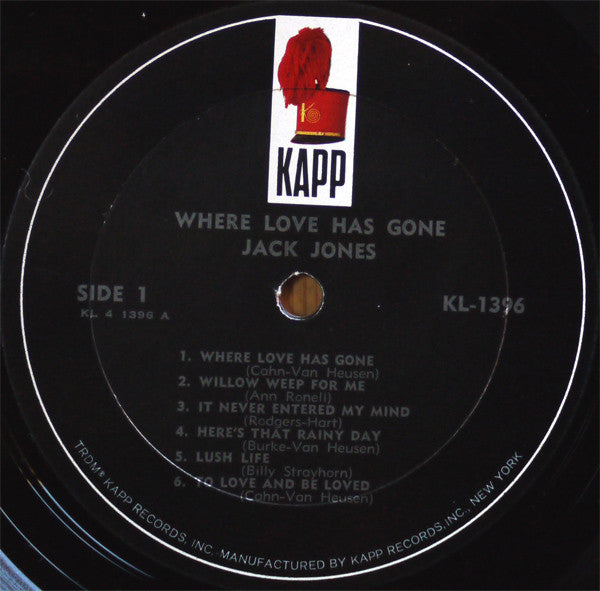 KAPP
WHERE LOVE HAS GONE
JACK JONES
SIDE 1
KL 4 1396 A
KL-1396
1. WHERE LOVE HAS GONE
(Cahn-Van Heusen)
2. WILLOW WEEP FOR ME
(Ann Ronell)
3. IT NEVER ENTERED MY MIND
(Rodgers-Hart)
4. HERE'S THAT RAINY DAY
(Burke-Van Heusen)
5. LUSH LIFE
(Billy Strayhorn)
6. TO LOVE AND BE LOVED
(Cahn-Van Heusen)
TRDM® KAPP RECORDS, INC. MANUFACTURED BY KAPP RECORDS, INC., NEW YORK